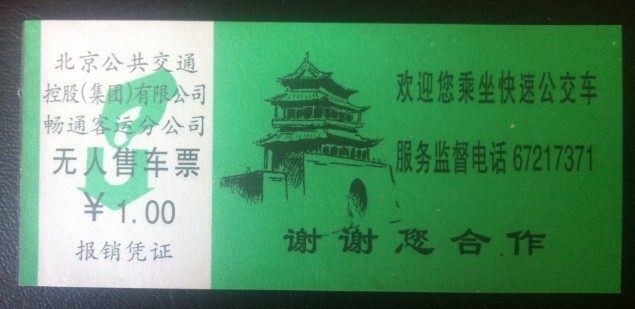 北京公共交通
控股(集团)有限公司
畅通客运分公司
无人售车票
￥1.00
报销凭证
欢迎您乘坐快速公交车
服务监督电话 67217371
谢谢您合作